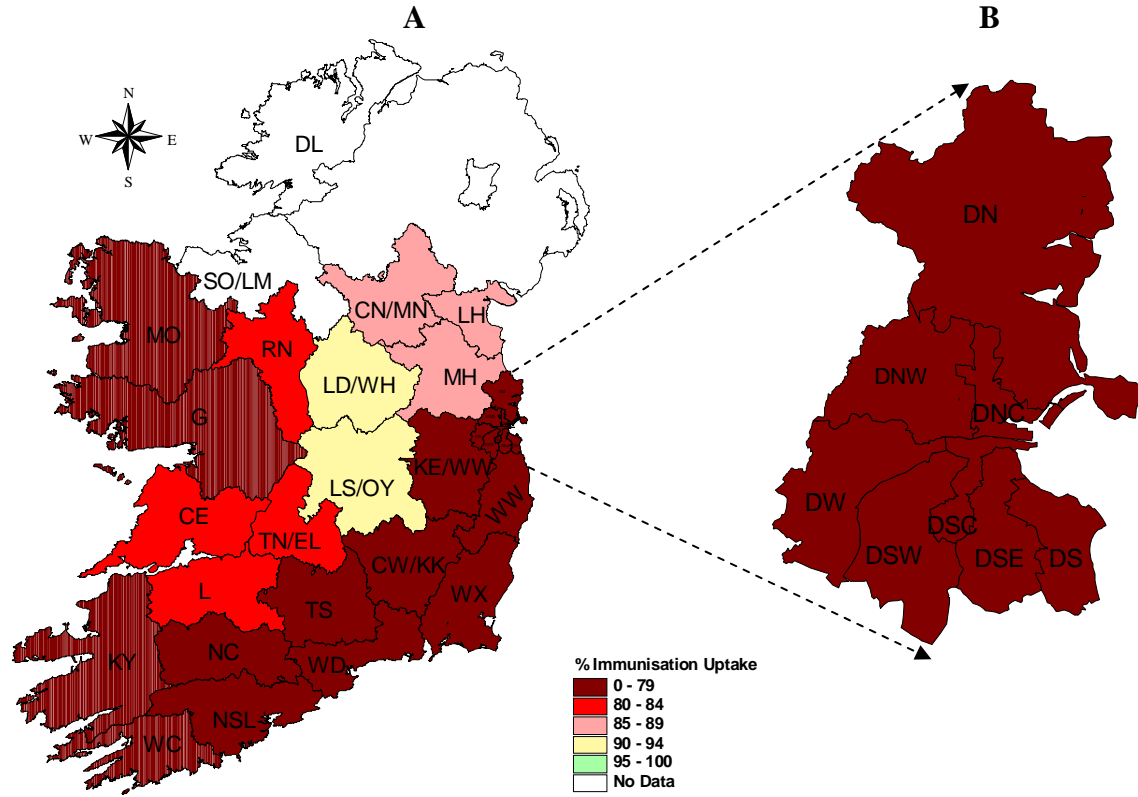 A
B
N
W
E
S
DL
SO/LM
MO
RN
CN/MN
LH
LD/WH
MH
G
LS/OY
KE/WW
WW
CE
TN/EL
CW/KK
L
TS
WX
KY
NC
WD
NSL
WC
DN
DNW
DNC
DW
DSC
DSW
DSE
DS
% Immunisation Uptake
0 - 79
80 - 84
85 - 89
90 - 94
95 - 100
No Data